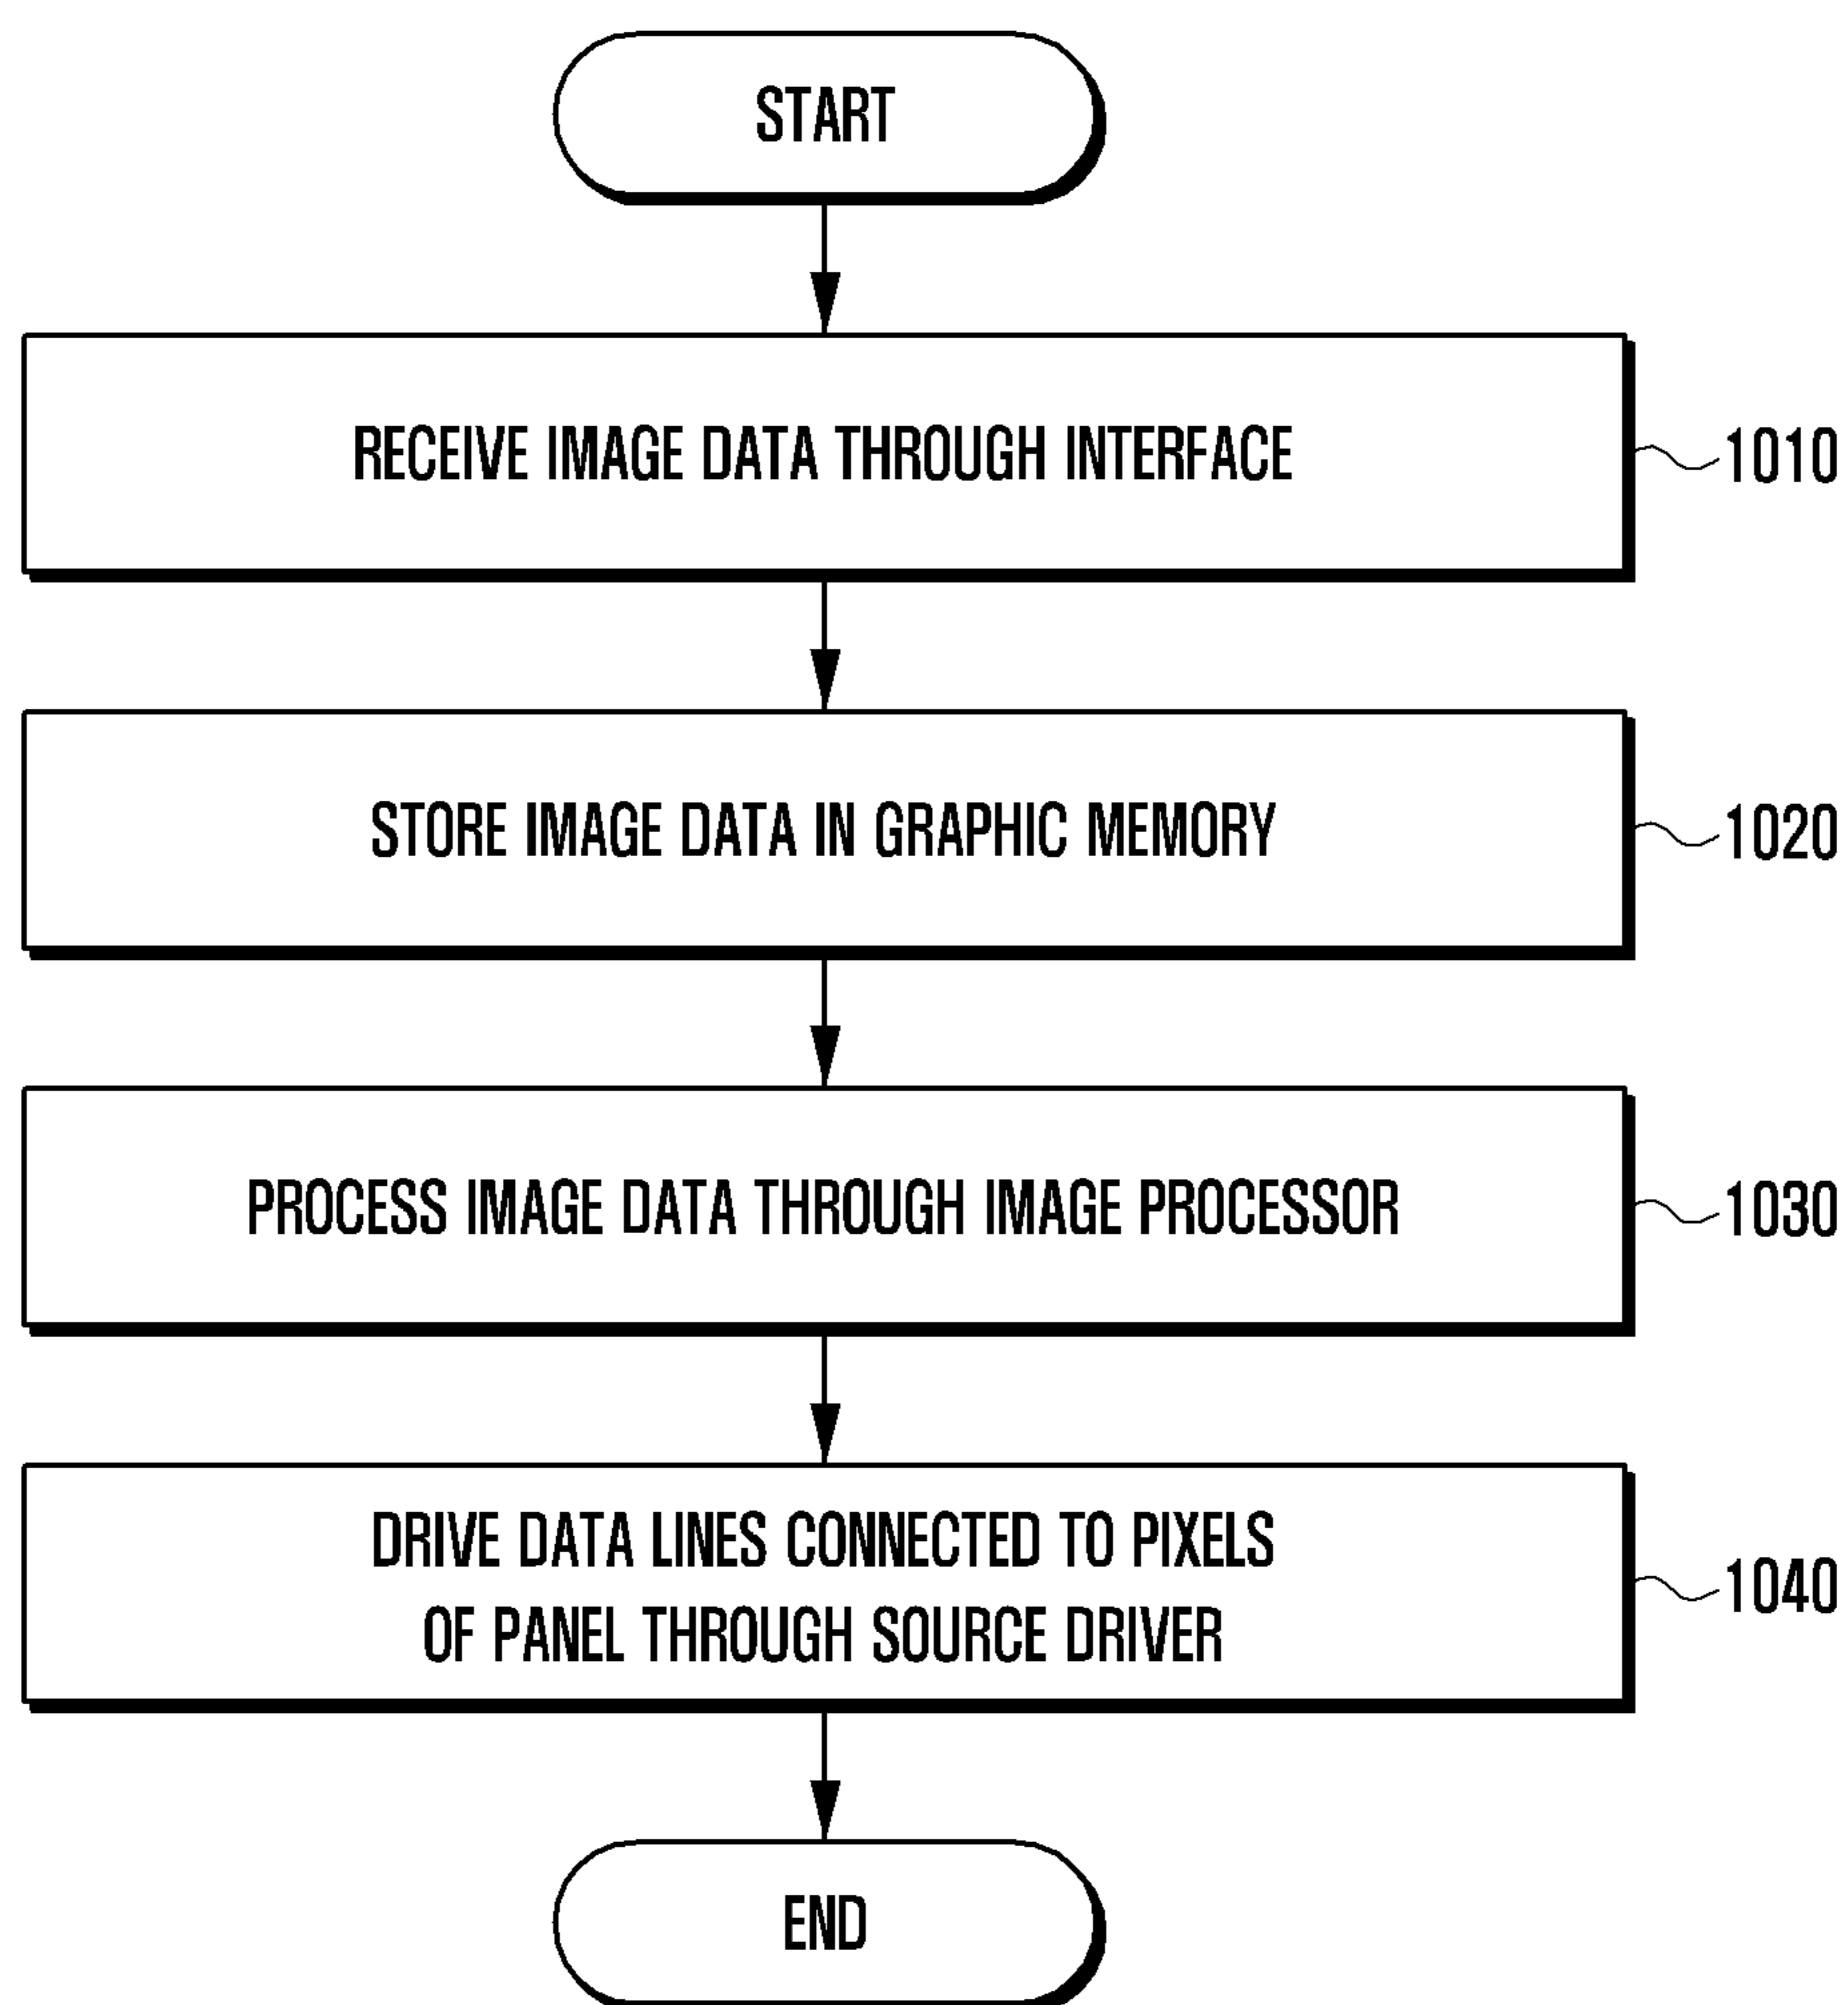 START
RECEIVE IMAGE DATA THROUGH INTERFACE
1010
STORE IMAGE DATA IN GRAPHIC MEMORY
1020
PROCESS IMAGE DATA THROUGH IMAGE PROCESSOR
1030
DRIVE DATA LINES CONNECTED TO PIXELS
OF PANEL THROUGH SOURCE DRIVER
1040
END